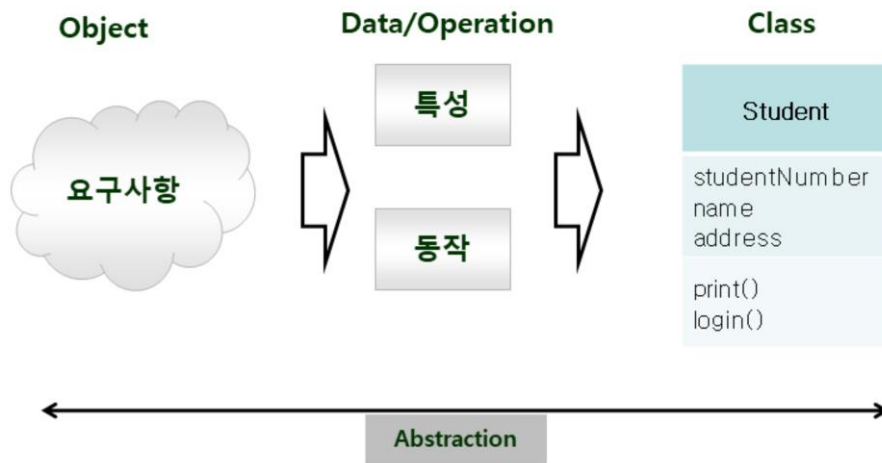 Object
Data/Operation
Class
요구사항
특성
동작
Student
studentNumber
name
address
print()
login()
Abstraction